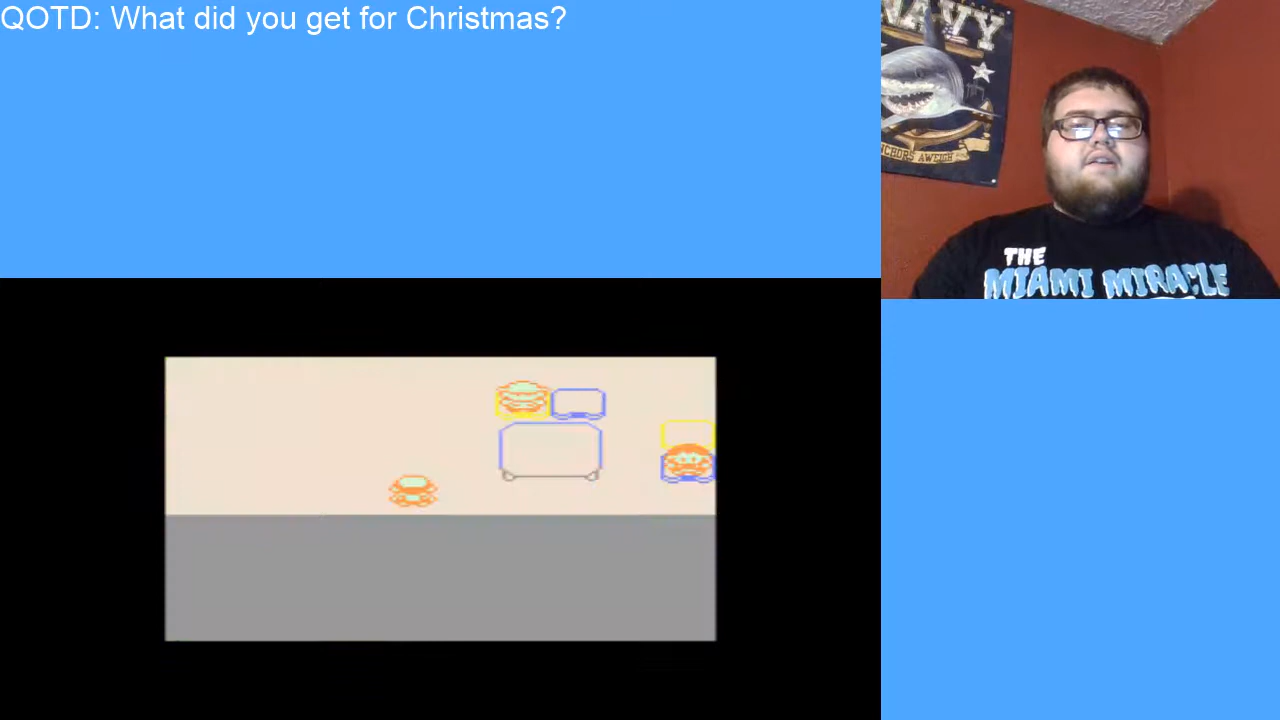 QOTD: What did you get for Christmas?
NAVY
ANCHORS AWEIGH
THE
MIAMI MIRACLE